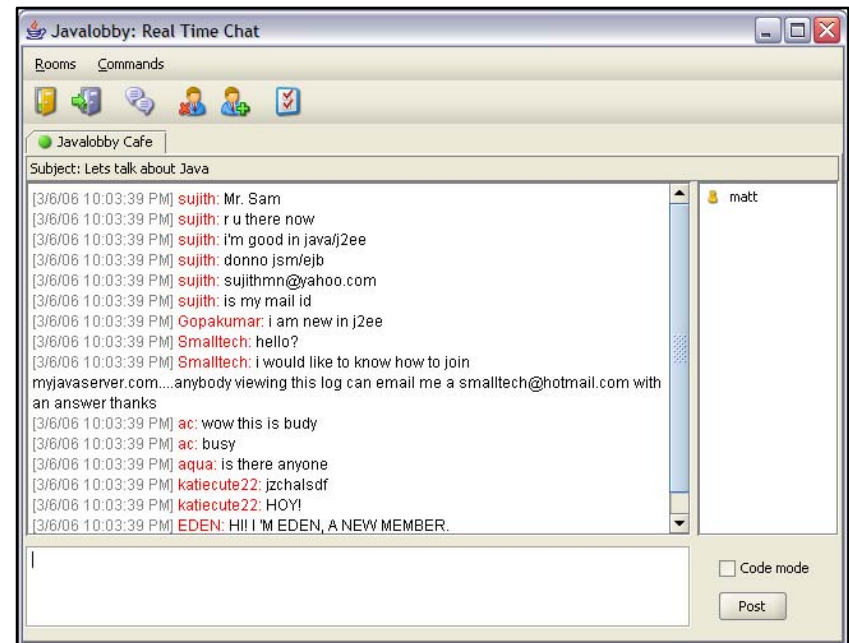 Javalobby: Real Time Chat
Rooms Commands
Javalobby Cafe
Subject: Lets talk about Java
[3/6/06 10:03:39 PM] sujith: Mr. Sam
[3/6/06 10:03:39 PM] sujith: r u there now
[3/6/06 10:03:39 PM] sujith: i'm good in java/j2ee
[3/6/06 10:03:39 PM] sujith: donno jsm/ejb
[3/6/06 10:03:39 PM] sujith: sujithmn@yahoo.com
[3/6/06 10:03:39 PM] sujith: is my mail id
[3/6/06 10:03:39 PM] Gopakumar: i am new in j2ee
[3/6/06 10:03:39 PM] Smalltech: hello?
[3/6/06 10:03:39 PM] Smalltech: i would like to know how to join
myjavaserver.com....anybody viewing this log can email me a smalltech@hotmail.com with
an answer thanks
[3/6/06 10:03:39 PM] ac: wow this is budy
[3/6/06 10:03:39 PM] ac: busy
[3/6/06 10:03:39 PM] aqua: is there anyone
[3/6/06 10:03:39 PM] katiecute22: jzchalsdf
[3/6/06 10:03:39 PM] katiecute22: HOY!
[3/6/06 10:03:39 PM] EDEN: HI! I 'M EDEN, A NEW MEMBER.
matt
Code mode
Post